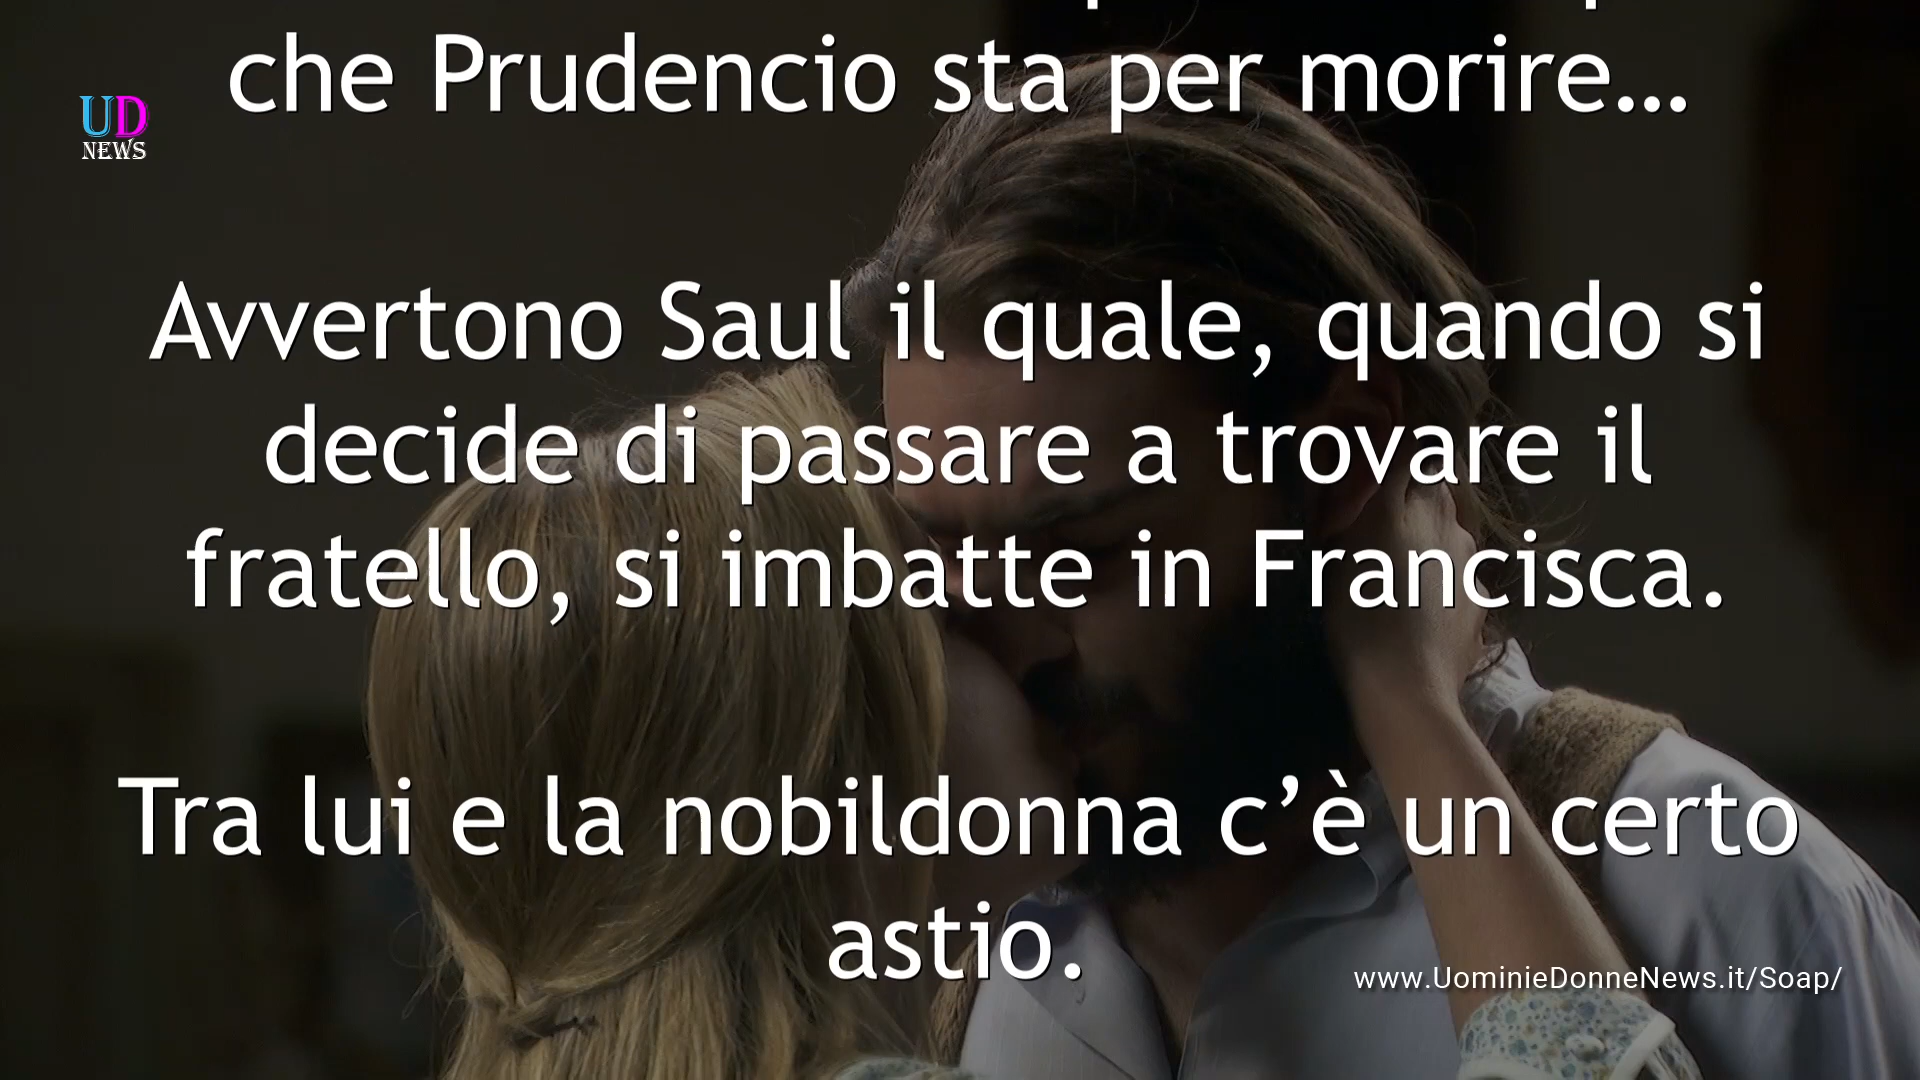 che Prudencio sta per morire...
UD
NEWS
Avvertono Saul il quale, quando si
decide di passare a trovare il
fratello, si imbatte in Francisca.
Tra lui e la nobildonna c’è un certo
astio.
www.UominieDonneNews.it/Soap/